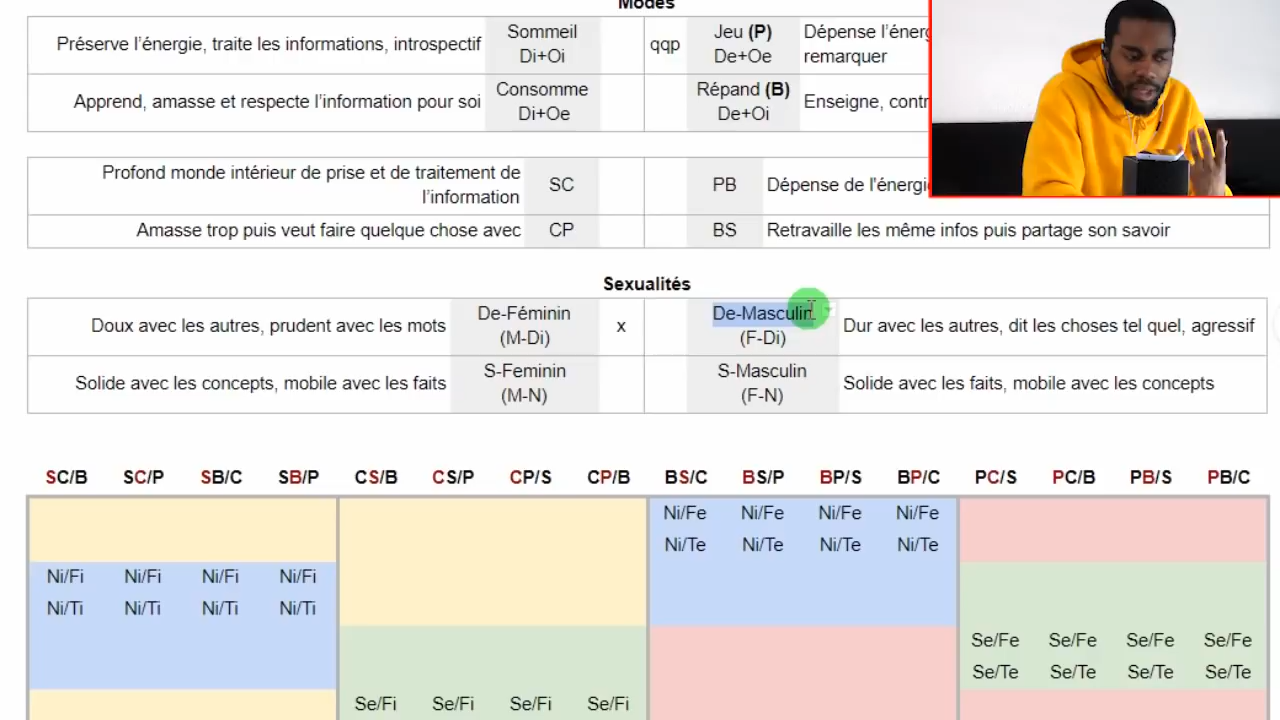 Modes
Préserve l’énergie, traite les informations, introspectif
Sommeil
Di+Oi
qqp
Jeu (P)
De+Oe
Dépense l’éner
remarquer
Apprend, amasse et respecte l’information pour soi
Consomme
Di+Oe
Répand (B)
De+Oi
Enseigne, cont
Profond monde intérieur de prise et de traitement de
l’information
SC
PB
Dépense de l'énergi
Amasse trop puis veut faire quelque chose avec
CP
BS
Retravaille les même infos puis partage son savoir
Sexualités
Doux avec les autres, prudent avec les mots
De-Féminin
(M-Di)
x
De-Masculin
(F-Di)
Dur avec les autres, dit les choses tel quel, agressif
Solide avec les concepts, mobile avec les faits
S-Feminin
(M-N)
S-Masculin
(F-N)
Solide avec les faits, mobile avec les concepts
SC/B SC/P SB/C SB/P CS/B CS/P CP/S CP/B BS/C BS/P BP/S BP/C PC/S PC/B PB/S PB/C
Ni/Fe Ni/Fe Ni/Fe Ni/Fe
Ni/Te Ni/Te Ni/Te Ni/Te
Ni/Fi Ni/Fi Ni/Fi Ni/Fi
Ni/Ti Ni/Ti Ni/Ti Ni/Ti
Se/Fe Se/Fe Se/Fe Se/Fe
Se/Te Se/Te Se/Te Se/Te
Se/Fi Se/Fi Se/Fi Se/Fi